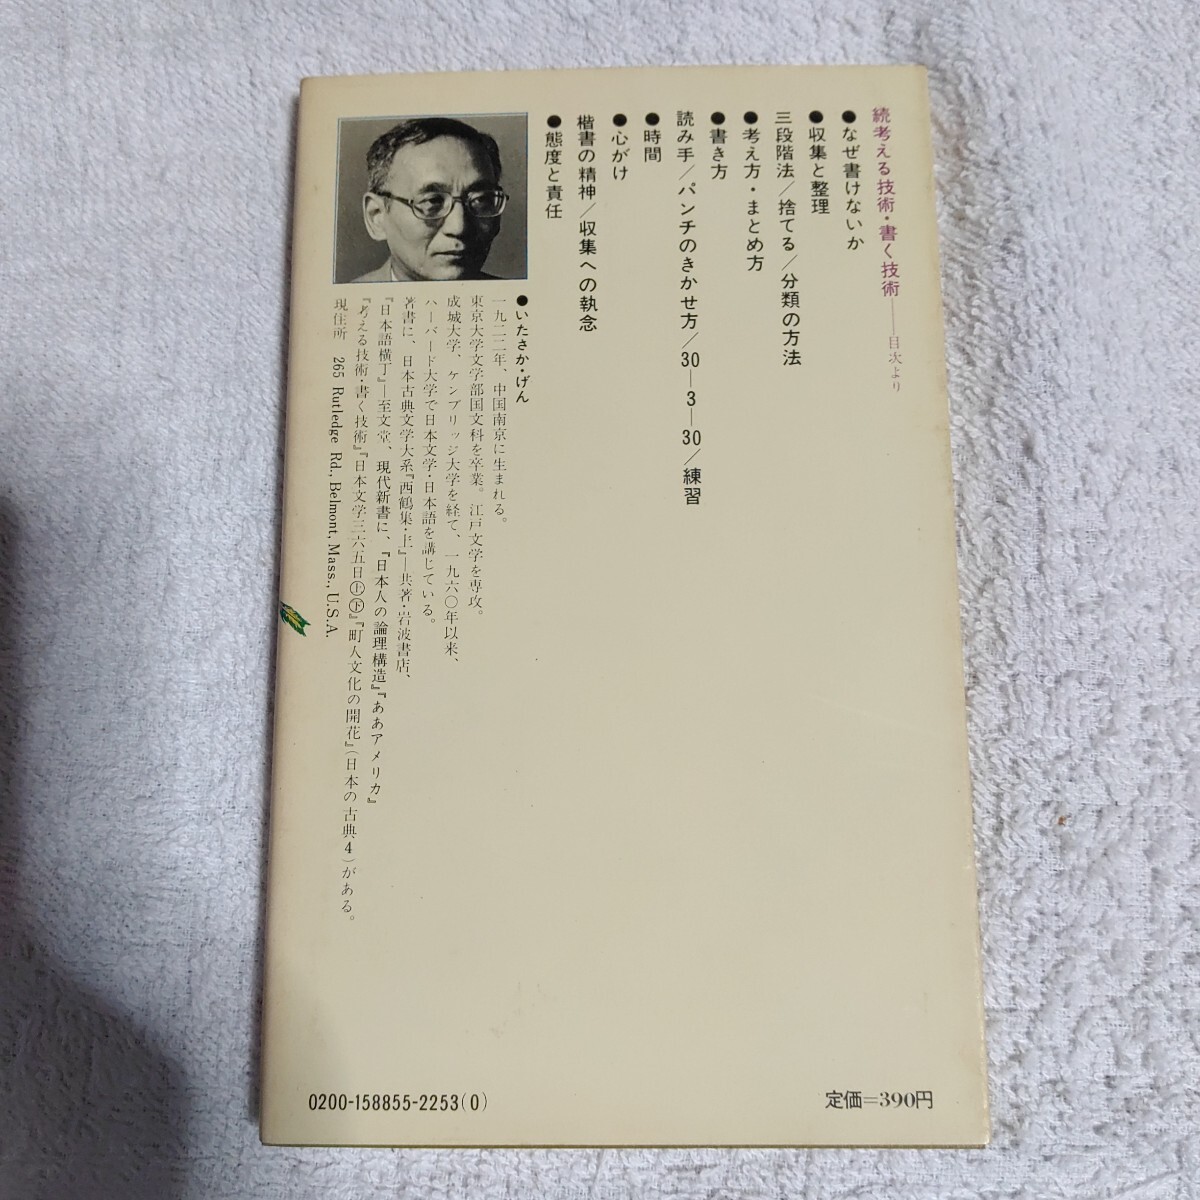 続考える技術・書く技術——目次より
●なぜ書けないか
●収集と整理
三段階法/捨てる/分類の方法
●考え方・まとめ方
●書き方
読み手/パンチのきかせ方/30—3—30/練習
●時間
●心がけ
楷書の精神/収集への執念
●態度と責任
●いたさか・げん
一九二二年、中国南京に生まれる。
東京大学文学部国文科を卒業。江戸文学を専攻。
成城大学、ケンブリッジ大学を経て、一九六〇年以来、
ハーバード大学で日本文学・日本語を講じている。
著書に、日本古典文学大系『西鶴集・上』—共著・岩波書店、
『日本語横丁』—至文堂、現代新書に、『日本人の論理構造』『ああアメリカ』
『考える技術・書く技術』『日本文学三六五日㊤㊦』『町人文化の開花』(日本の古典4)がある。
現住所 265 Rutledge Rd., Belmont, Mass., U.S.A.
0200-158855-2253(0)
定価=390円